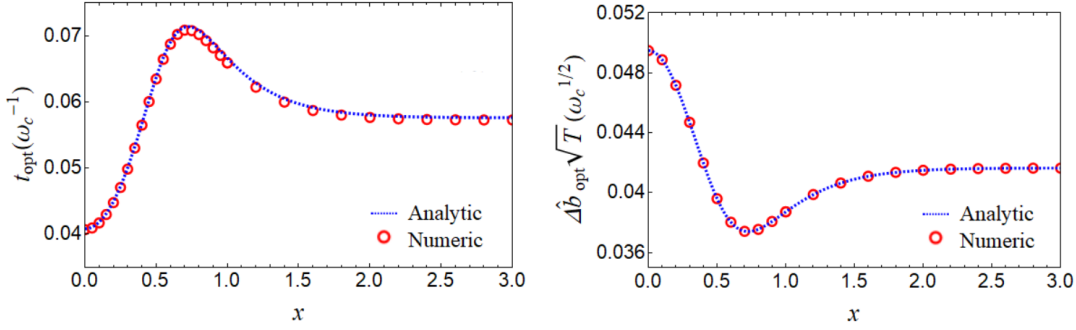 0.07
0.06
0.05
0.04
t_opt(ω_c^{-1})
Analytic
Numeric
0.0 0.5 1.0 1.5 2.0 2.5 3.0
x
0.052
0.048
0.044
0.04
0.036
Δb̂_opt√T (ω_c^{1/2})
Analytic
Numeric
0.0 0.5 1.0 1.5 2.0 2.5 3.0
x